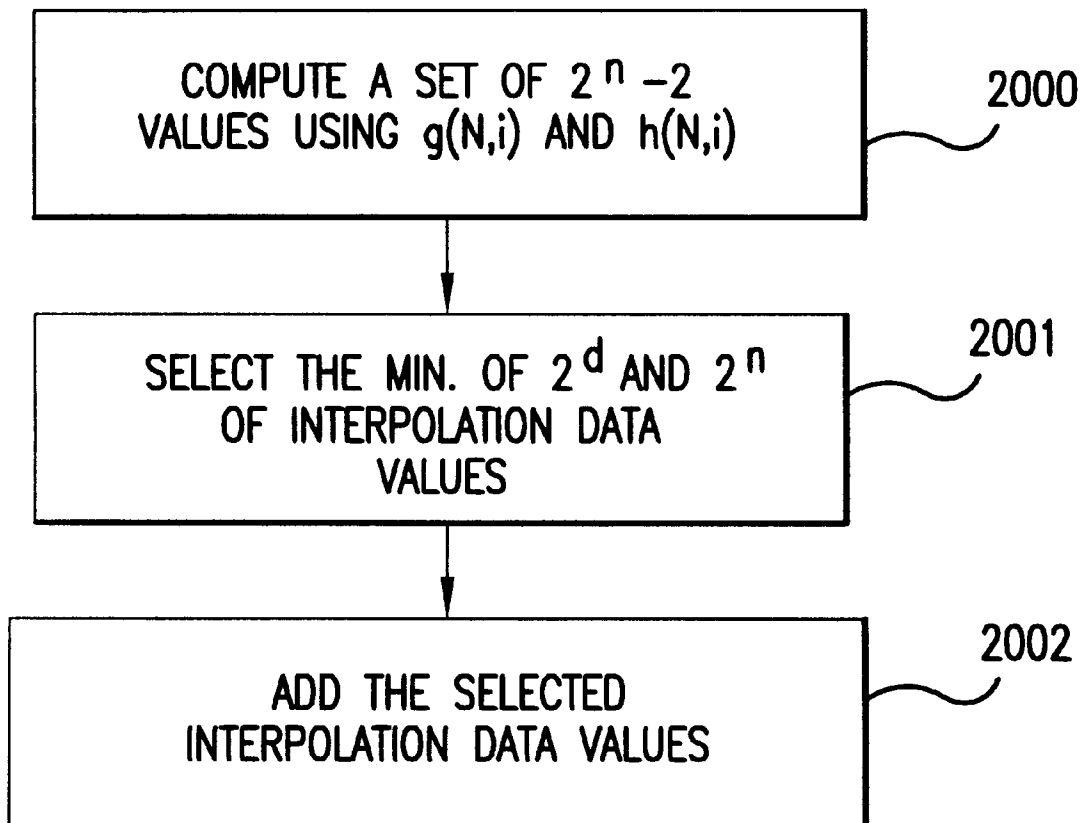 COMPUTE A SET OF 2ⁿ -2
VALUES USING g(N,i) AND h(N,i)
2000
SELECT THE MIN. OF 2ᵈ AND 2ⁿ
OF INTERPOLATION DATA
VALUES
2001
ADD THE SELECTED
INTERPOLATION DATA VALUES
2002